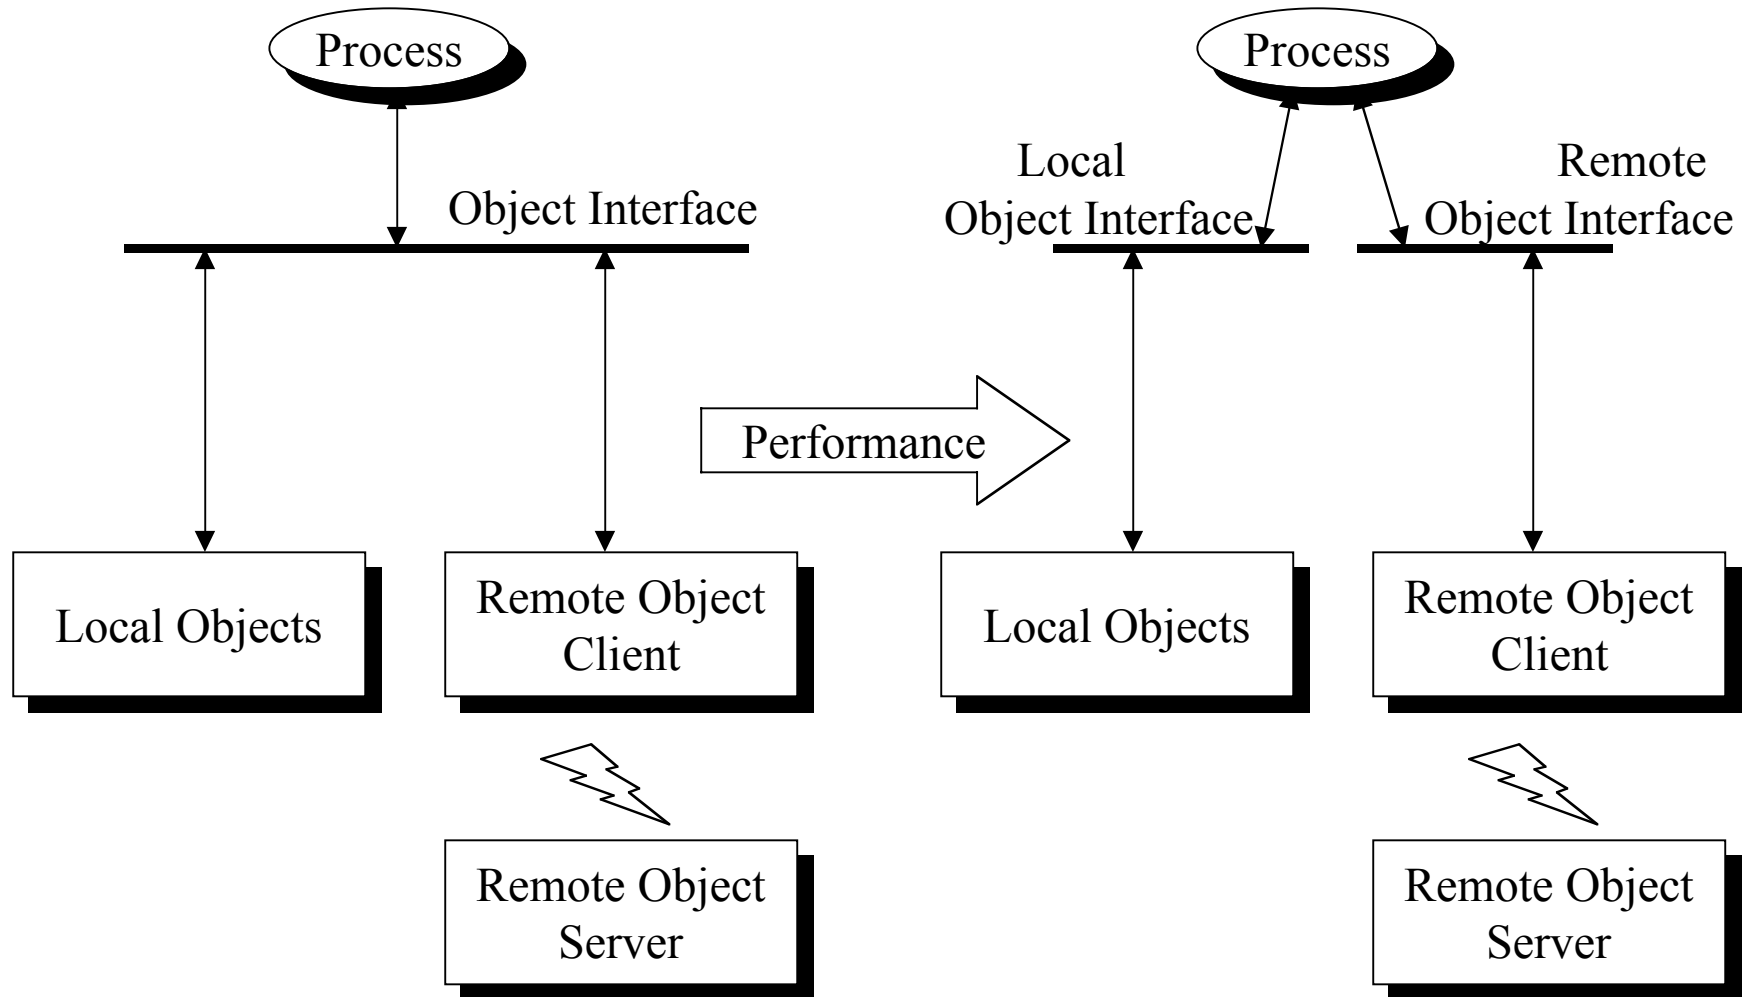 Process
Object Interface
Local Objects
Remote Object
Client
Remote Object
Server
Performance
Process
Local
Object Interface
Remote
Object Interface
Local Objects
Remote Object
Client
Remote Object
Server